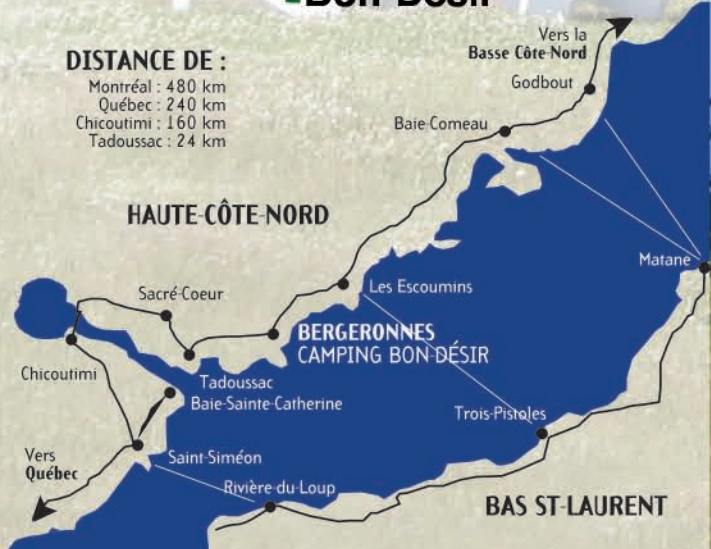 Bon-Désir
DISTANCE DE :
Montréal : 480 km
Québec : 240 km
Chicoutimi : 160 km
Tadoussac : 24 km
Vers la
Basse Côte-Nord
Godbout
Baie-Comeau
HAUTE-CÔTE-NORD
Matane
Les Escoumins
Sacré-Coeur
BERGERONNES
CAMPING BON-DÉSIR
Chicoutimi
Tadoussac
Baie-Sainte-Catherine
Trois-Pistoles
Vers
Québec
Saint-Siméon
Rivière-du-Loup
BAS ST-LAURENT